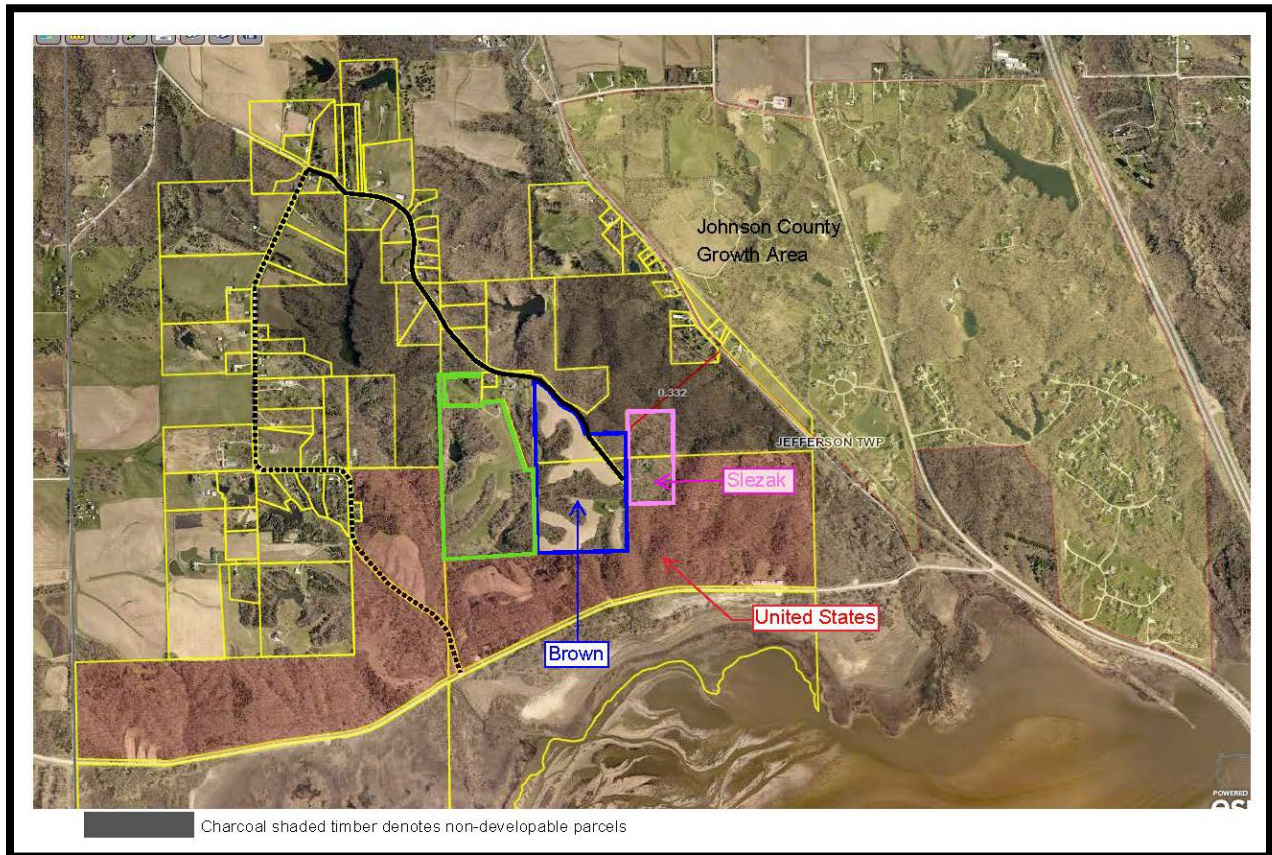 Johnson County
Growth Area
0.332
JEFFERSON TWP
Slezak
United States
Brown
POWERED
esri
Charcoal shaded timber denotes non-developable parcels